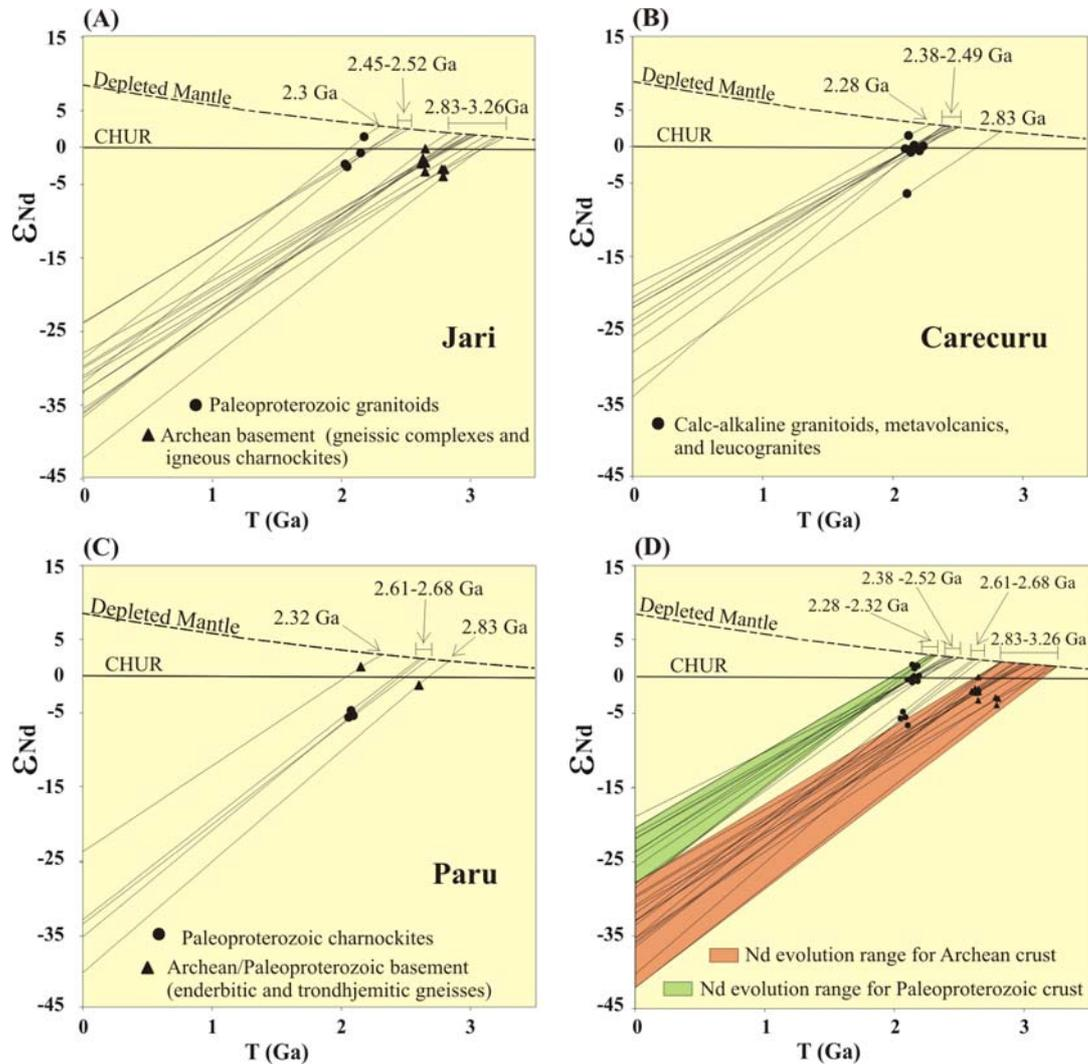 (A)
15
5
0
-5
-15
-25
-35
-45
εNd
Depleted Mantle
CHUR
2.3 Ga
2.45-2.52 Ga
2.83-3.26Ga
Jari
Paleoproterozoic granitoids
Archean basement (gneissic complexes and
igneous charnockites)
0
1
2
3
T (Ga)
(B)
15
5
0
-5
-15
-25
-35
-45
εNd
Depleted Mantle
CHUR
2.28 Ga
2.38-2.49 Ga
2.83 Ga
Carecuru
Calc-alkaline granitoids, metavolcanics,
and leucogranites
0
1
2
3
T (Ga)
(C)
15
5
0
-5
-15
-25
-35
-45
εNd
Depleted Mantle
CHUR
2.32 Ga
2.61-2.68 Ga
2.83 Ga
Paru
Paleoproterozoic charnockites
Archean/Paleoproterozoic basement
(enderbitic and trondhjemitic gneisses)
0
1
2
3
T (Ga)
(D)
15
5
0
-5
-15
-25
-35
-45
εNd
Depleted Mantle
CHUR
2.28 -2.32 Ga
2.38 -2.52 Ga
2.61-2.68 Ga
2.83-3.26 Ga
Nd evolution range for Archean crust
Nd evolution range for Paleoproterozoic crust
0
1
2
3
T (Ga)